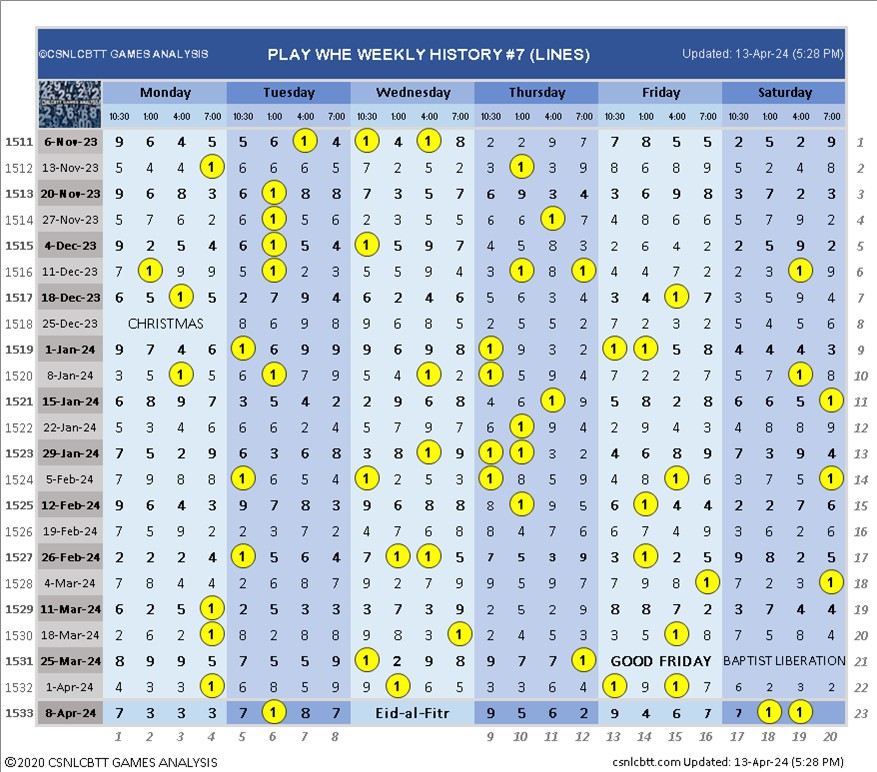 ©CSNLCBTT GAMES ANALYSIS PLAY WHE WEEKLY HISTORY #7 (LINES) Updated: 13-Apr-24 (5:28 PM)
Monday Tuesday Wednesday Thursday Friday Saturday
10:30 1:00 4:00 7:00 10:30 1:00 4:00 7:00 10:30 1:00 4:00 7:00 10:30 1:00 4:00 7:00 10:30 1:00 4:00 7:00 10:30 1:00 4:00 7:00
1511 6-Nov-23 9 6 4 5 5 6 1 4 1 4 1 8 2 2 9 7 7 8 5 5 2 5 2 9 1
1512 13-Nov-23 5 4 4 1 6 6 6 5 7 2 5 2 3 1 3 9 8 6 8 9 5 2 4 8 2
1513 20-Nov-23 9 6 8 3 6 1 8 8 7 3 5 7 6 9 3 4 3 6 9 8 3 7 2 3 3
1514 27-Nov-23 5 7 6 2 6 1 5 6 2 3 5 5 6 4 1 7 4 8 8 6 5 7 9 2 4
1515 4-Dec-23 9 2 5 4 6 1 5 4 1 5 9 7 4 5 8 3 2 6 4 2 2 5 9 2 5
1516 11-Dec-23 7 1 9 9 5 1 2 3 5 5 9 4 3 1 8 1 4 4 7 2 2 3 1 9 6
1517 18-Dec-23 6 5 1 5 2 7 9 4 6 2 4 6 5 6 3 4 3 4 1 7 3 5 9 4 7
1518 25-Dec-23 CHRISTMAS 8 6 9 8 9 6 8 5 2 5 5 2 7 2 3 2 5 4 5 6 8
1519 1-Jan-24 9 7 4 6 1 6 9 9 9 6 9 8 1 9 3 2 1 1 5 8 4 4 4 3 9
1520 8-Jan-24 3 5 1 5 6 1 7 9 5 4 1 2 1 5 9 4 7 2 2 7 5 7 1 8 10
1521 15-Jan-24 6 8 9 7 3 5 4 2 2 9 6 8 4 6 1 9 5 8 2 8 6 6 5 1 11
1522 22-Jan-24 5 3 4 6 6 6 2 4 5 7 9 7 6 1 9 4 2 9 4 3 4 8 8 9 12
1523 29-Jan-24 7 5 2 9 6 3 6 8 3 8 1 9 1 1 3 2 4 6 8 9 7 3 9 4 13
1524 5-Feb-24 7 9 8 8 1 6 5 4 1 2 5 3 1 8 5 9 4 8 1 5 7 5 7 1 14
1525 12-Feb-24 9 6 4 3 9 7 8 3 9 6 8 8 8 1 5 9 6 1 4 4 2 2 7 6 15
1526 19-Feb-24 7 5 9 2 2 3 7 2 4 7 6 8 8 4 7 6 6 7 4 9 3 6 2 6 16
1527 26-Feb-24 2 2 2 4 1 5 6 4 7 1 1 5 7 5 3 9 3 1 2 5 9 8 2 5 17
1528 4-Mar-24 7 8 4 4 2 6 8 7 9 2 7 9 9 5 9 7 7 9 8 1 7 2 3 1 18
1529 11-Mar-24 6 2 5 1 2 5 3 3 3 7 3 9 2 5 2 9 8 8 7 2 3 7 4 4 19
1530 18-Mar-24 2 6 2 1 8 2 8 8 9 8 3 1 2 4 5 3 3 5 1 8 7 5 8 4 20
1531 25-Mar-24 8 9 9 5 7 5 5 9 1 2 9 8 9 7 7 1 GOOD FRIDAY BAPTIST LIBERATION 21
1532 1-Apr-24 4 3 3 1 6 8 5 9 9 1 6 5 3 3 6 4 1 9 1 7 6 2 3 2 22
1533 8-Apr-24 7 3 3 3 7 1 8 7 Eid-al-Fitr 9 5 6 2 9 4 6 7 7 1 1 23
1 2 3 4 5 6 7 8 9 10 11 12 13 14 15 16 17 18 19 20
©2020 CSNLCBTT GAMES ANALYSIS csnlcbtt.com Updated: 13-Apr-24 (5:28 PM)